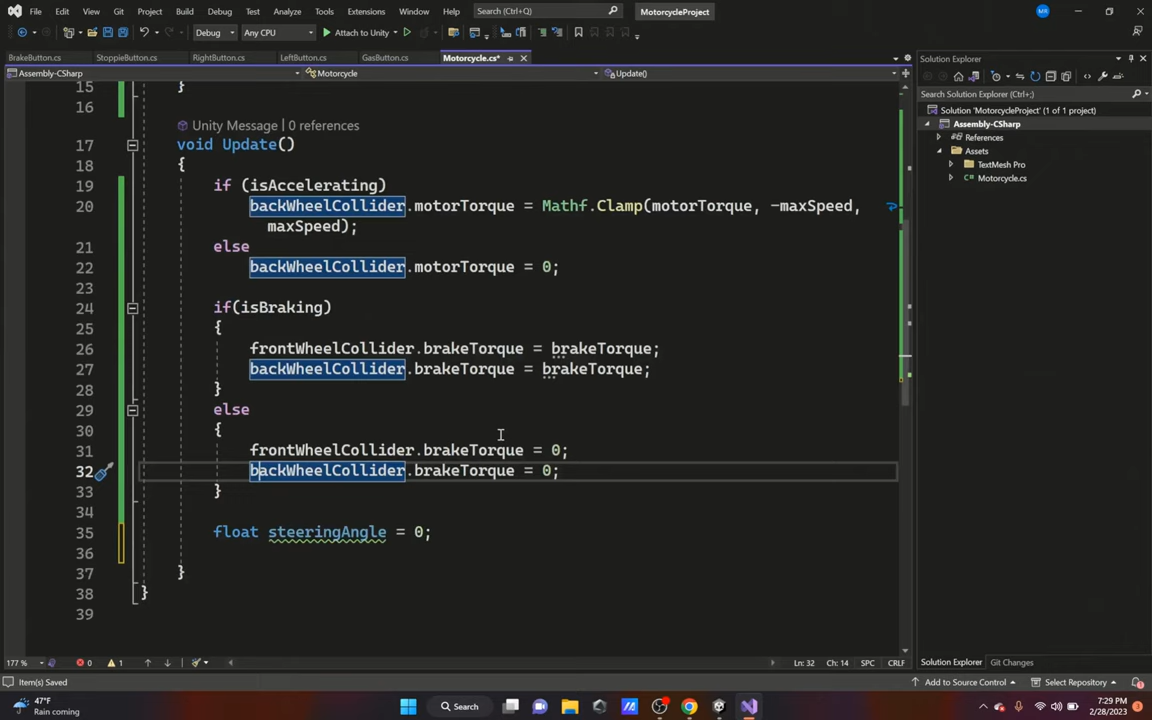 File Edit View Git Project Build Debug Test Analyze Tools Extensions Window Help Search (Ctrl+Q) MotorcycleProject MR
Debug Any CPU Attach to Unity
BrakeButton.cs StoppieButton.cs RightButton.cs LeftButton.cs GasButton.cs Motorcycle.cs*
Assembly-CSharp Motorcycle Update()
Solution Explorer
Search Solution Explorer (Ctrl+;)
Solution 'MotorcycleProject' (1 of 1 project)
Assembly-CSharp
References
Assets
TextMesh Pro
Motorcycle.cs
15 }
16
Unity Message | 0 references
17 void Update()
18 {
19 if (isAccelerating)
20 backWheelCollider.motorTorque = Mathf.Clamp(motorTorque, -maxSpeed,
maxSpeed);
21 else
22 backWheelCollider.motorTorque = 0;
23
24 if(isBraking)
25 {
26 frontWheelCollider.brakeTorque = brakeTorque;
27 backWheelCollider.brakeTorque = brakeTorque;
28 }
29 else
30 {
31 frontWheelCollider.brakeTorque = 0;
32 backWheelCollider.brakeTorque = 0;
33 }
34
35 float steeringAngle = 0;
36
37 }
38 }
39
177 % 0 1 Ln: 32 Ch: 14 SPC CRLF
Solution Explorer Git Changes
Item(s) Saved Add to Source Control Select Repository
47°F
Rain coming
Search
7:29 PM
2/28/2023